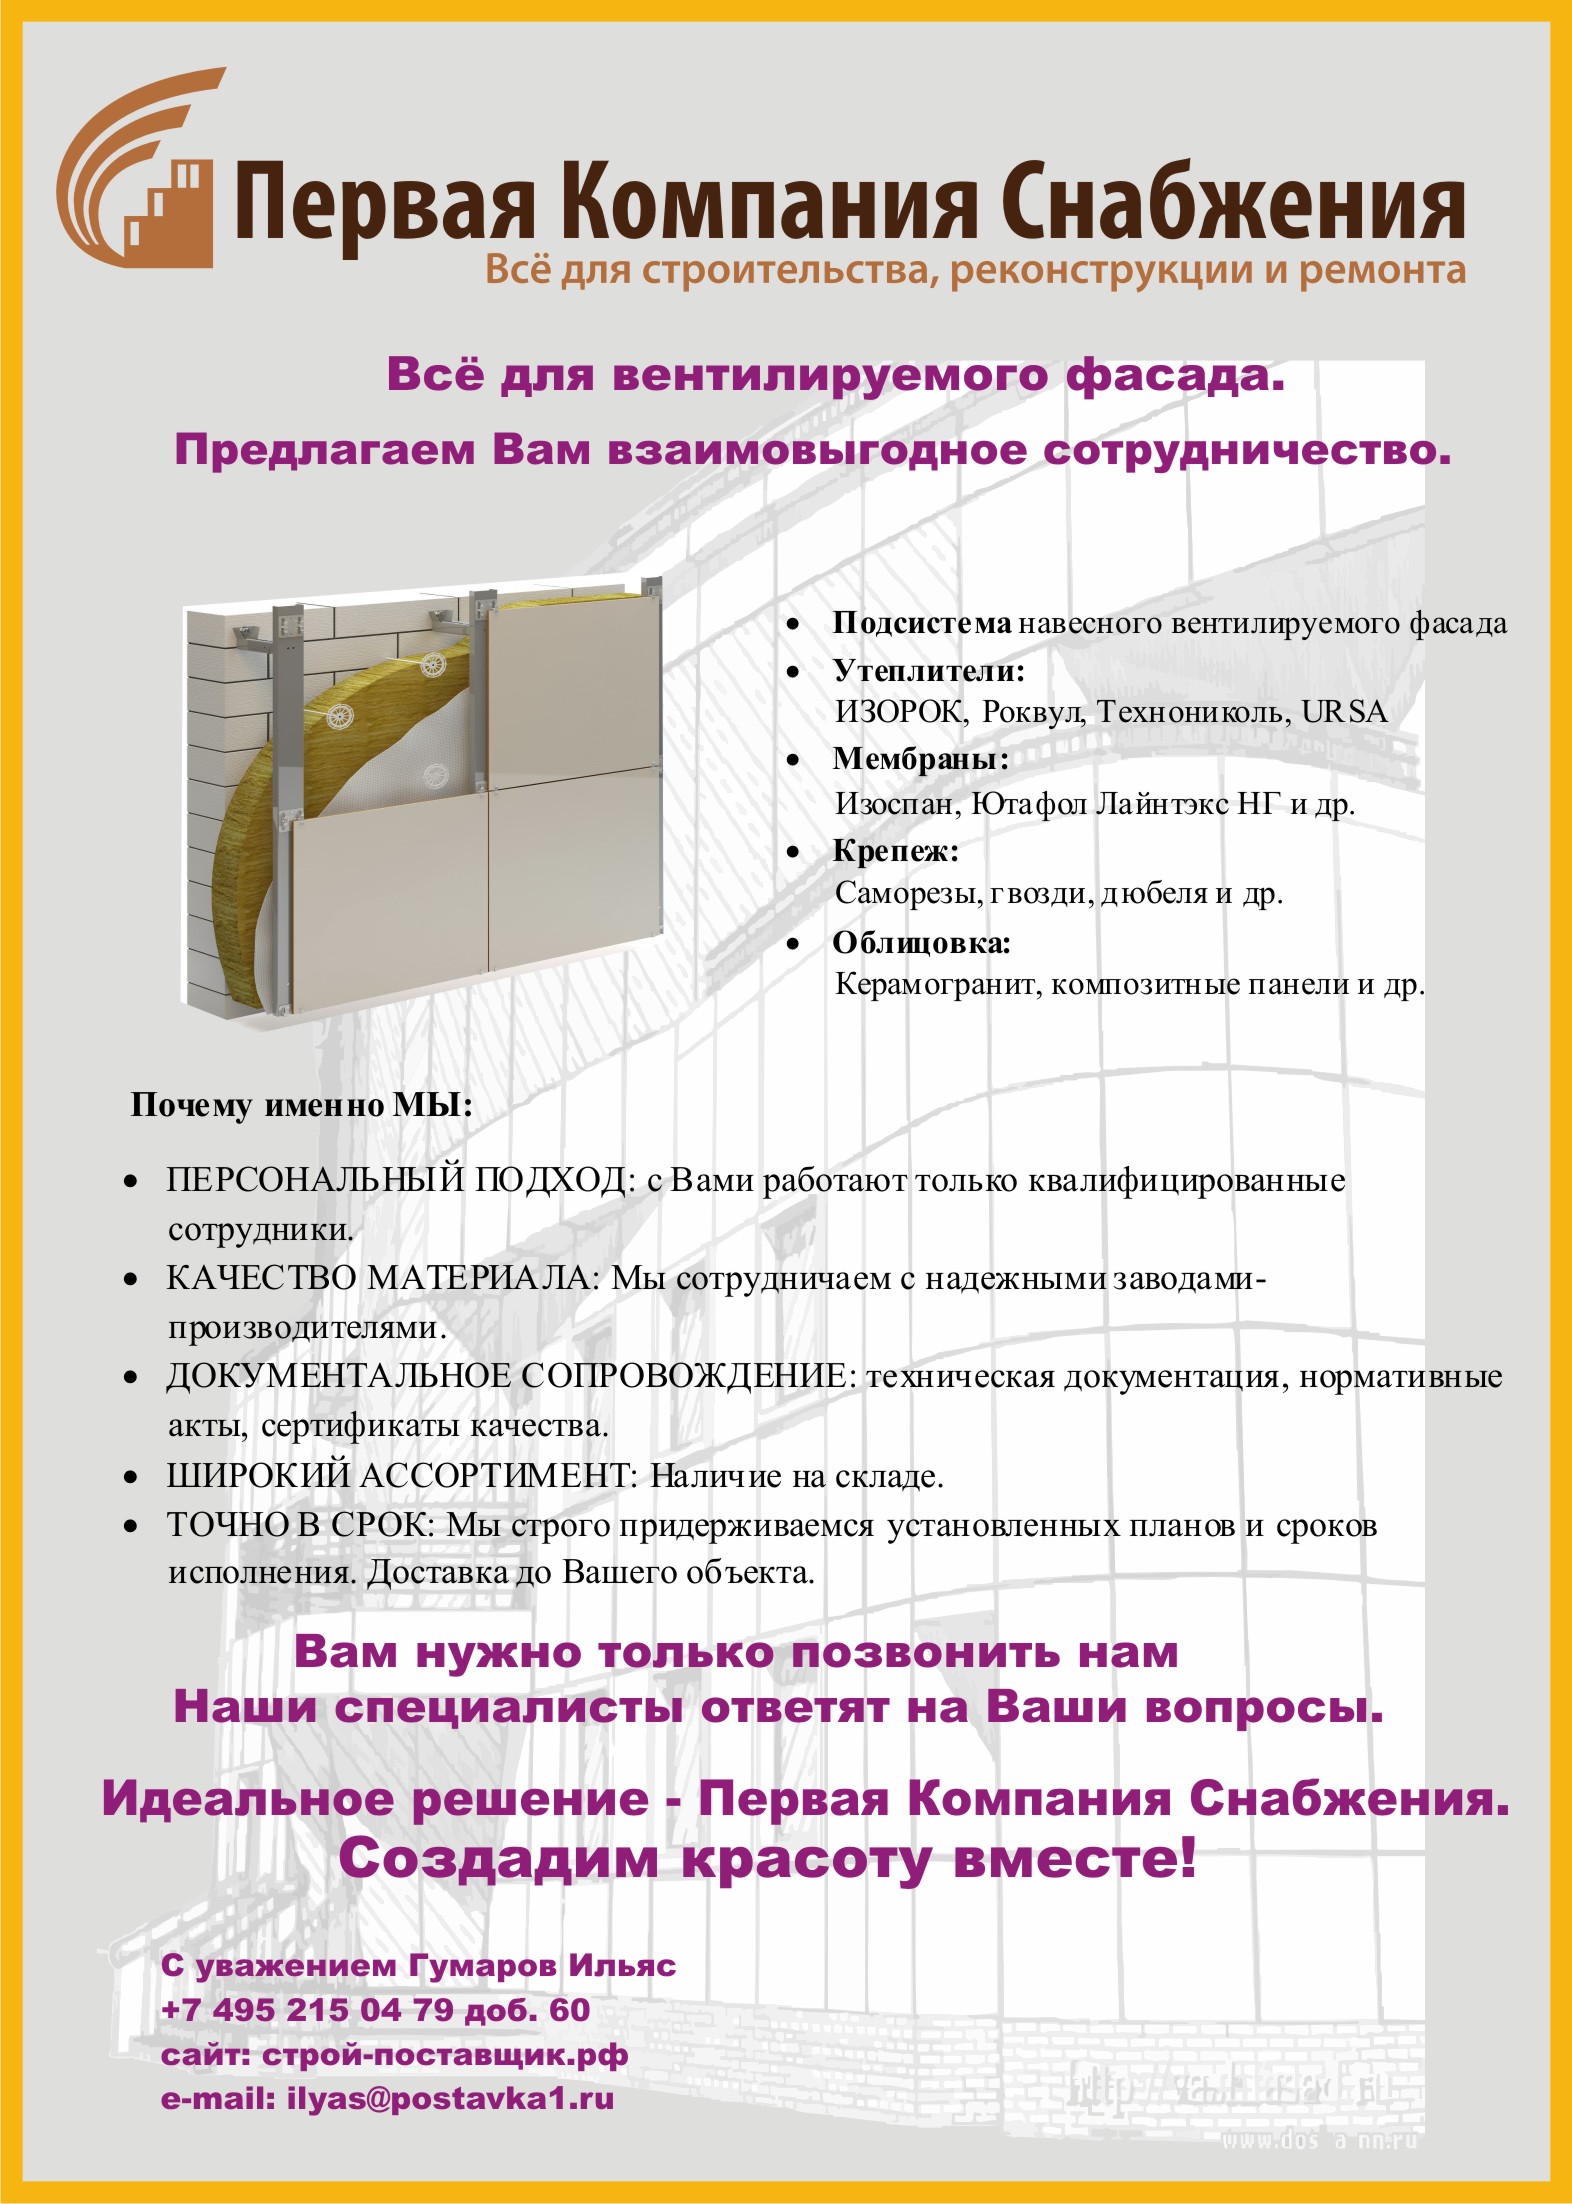 Первая Компания Снабжения
Всё для строительства, реконструкции и ремонта
Всё для вентилируемого фасада.
Предлагаем Вам взаимовыгодное сотрудничество.
• Подсистема навесного вентилируемого фасада
• Утеплители:
ИЗОРОК, Роквул, Технониколь, URSA
• Мембраны:
Изоспан, Ютафол Лайнтэкс НГ и др.
• Крепеж:
Саморезы, гвозди, дюбеля и др.
• Облицовка:
Керамогранит, композитные панели и др.
Почему именно МЫ:
• ПЕРСОНАЛЬНЫЙ ПОДХОД: с Вами работают только квалифицированные
сотрудники.
• КАЧЕСТВО МАТЕРИАЛА: Мы сотрудничаем с надежными заводами-
производителями.
• ДОКУМЕНТАЛЬНОЕ СОПРОВОЖДЕНИЕ: техническая документация, нормативные
акты, сертификаты качества.
• ШИРОКИЙ АССОРТИМЕНТ: Наличие на складе.
• ТОЧНО В СРОК: Мы строго придерживаемся установленных планов и сроков
исполнения. Доставка до Вашего объекта.
Вам нужно только позвонить нам
Наши специалисты ответят на Ваши вопросы.
Идеальное решение - Первая Компания Снабжения.
Создадим красоту вместе!
С уважением Гумаров Ильяс
+7 495 215 04 79 доб. 60
сайт: строй-поставщик.рф
e-mail: ilyas@postavka1.ru